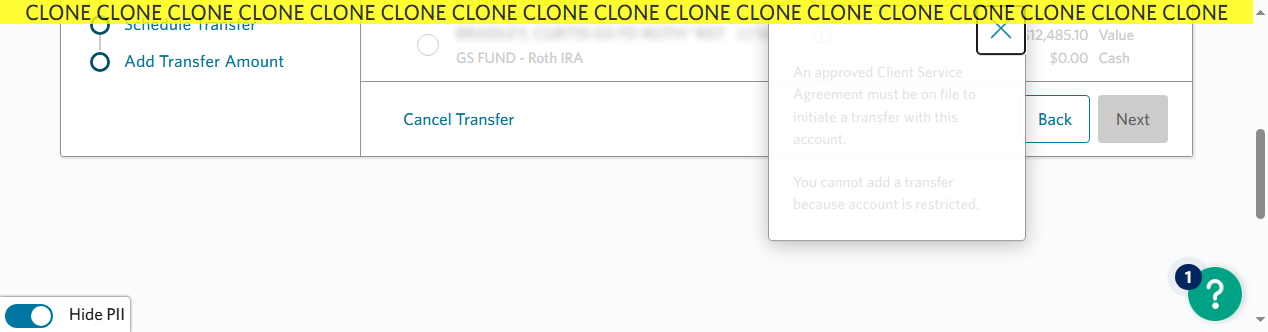 CLONE CLONE CLONE CLONE CLONE CLONE CLONE CLONE CLONE CLONE CLONE CLONE CLONE CLONE CLONE CLONE CLONE
Schedule Transfer
Add Transfer Amount
GS FUND - Roth IRA
12,485.10 Value
$0.00 Cash
An approved Client Service
Agreement must be on file to
initiate a transfer with this
account.
You cannot add a transfer
because account is restricted.
Cancel Transfer
Back
Next
1
?
Hide PII